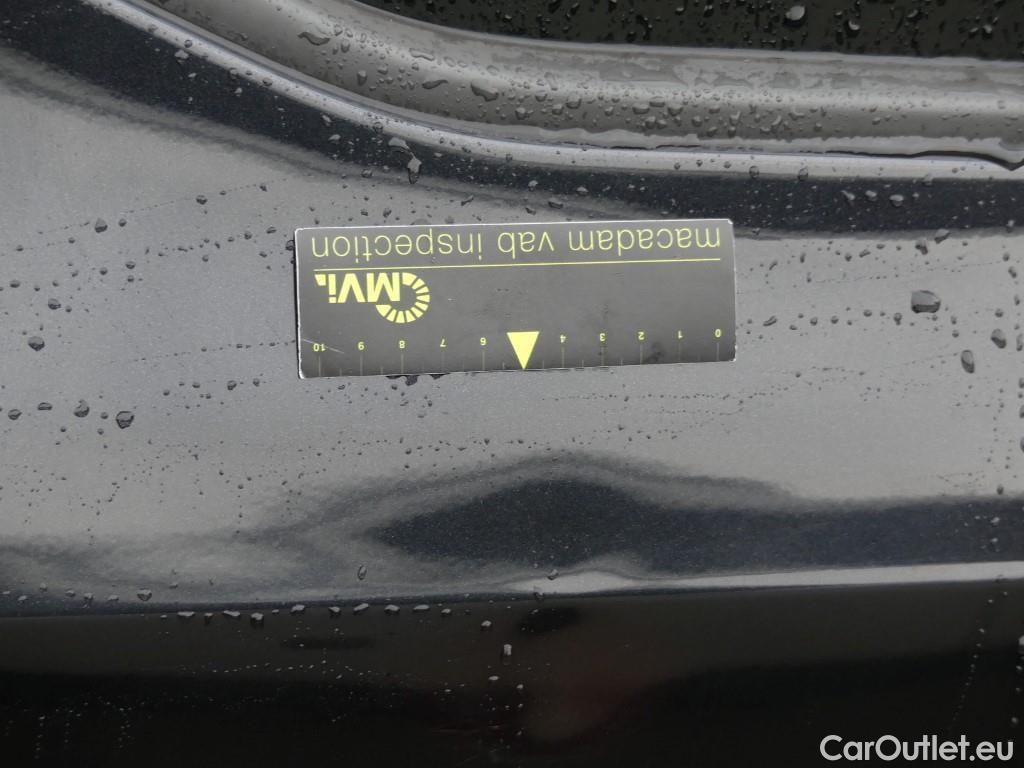 macadam vab inspection
MVi.
0 1 2 3 4 6 7 8 9 10
CarOutlet.eu